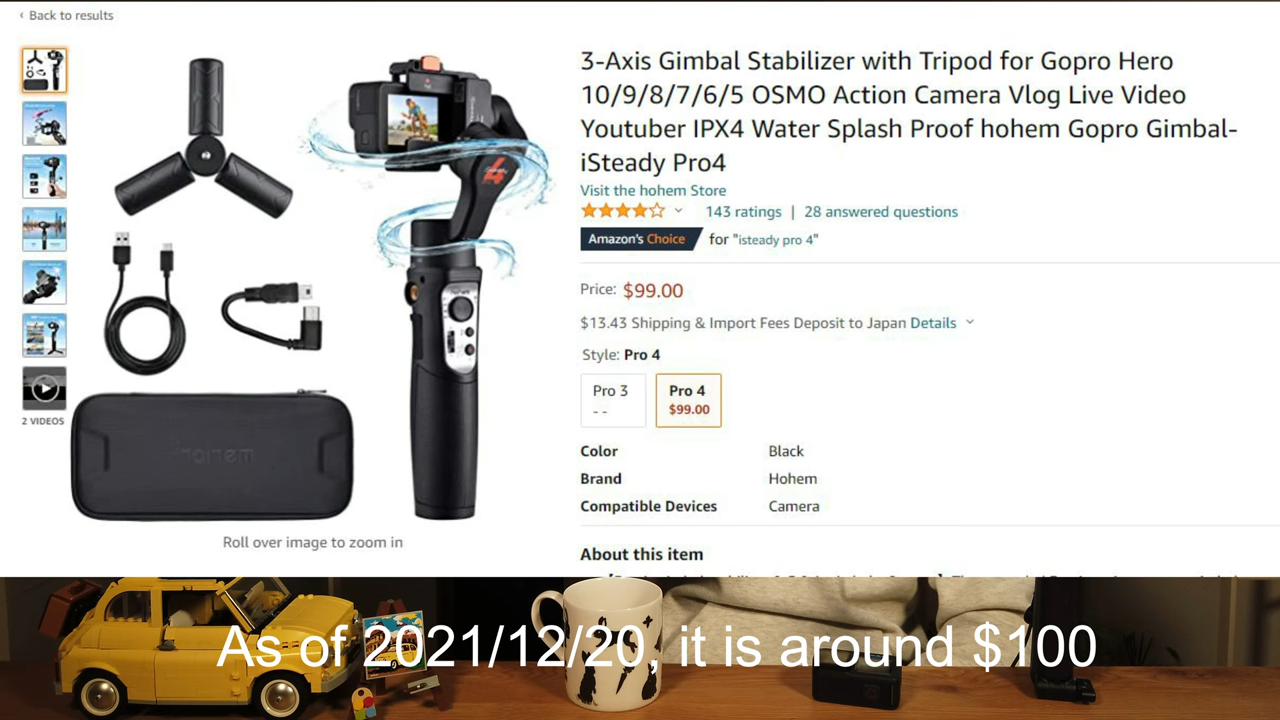 ‹ Back to results
3-Axis Gimbal Stabilizer with Tripod for Gopro Hero
10/9/8/7/6/5 OSMO Action Camera Vlog Live Video
Youtuber IPX4 Water Splash Proof hohem Gopro Gimbal-
iSteady Pro4
Visit the hohem Store
143 ratings | 28 answered questions
Amazon's Choice for "isteady pro 4"
Price: $99.00
$13.43 Shipping & Import Fees Deposit to Japan Details
Style: Pro 4
Pro 3
- -
Pro 4
$99.00
2 VIDEOS
Color Black
Brand Hohem
Compatible Devices Camera
hohem
4
Roll over image to zoom in
About this item
As of 2021/12/20, it is around $100